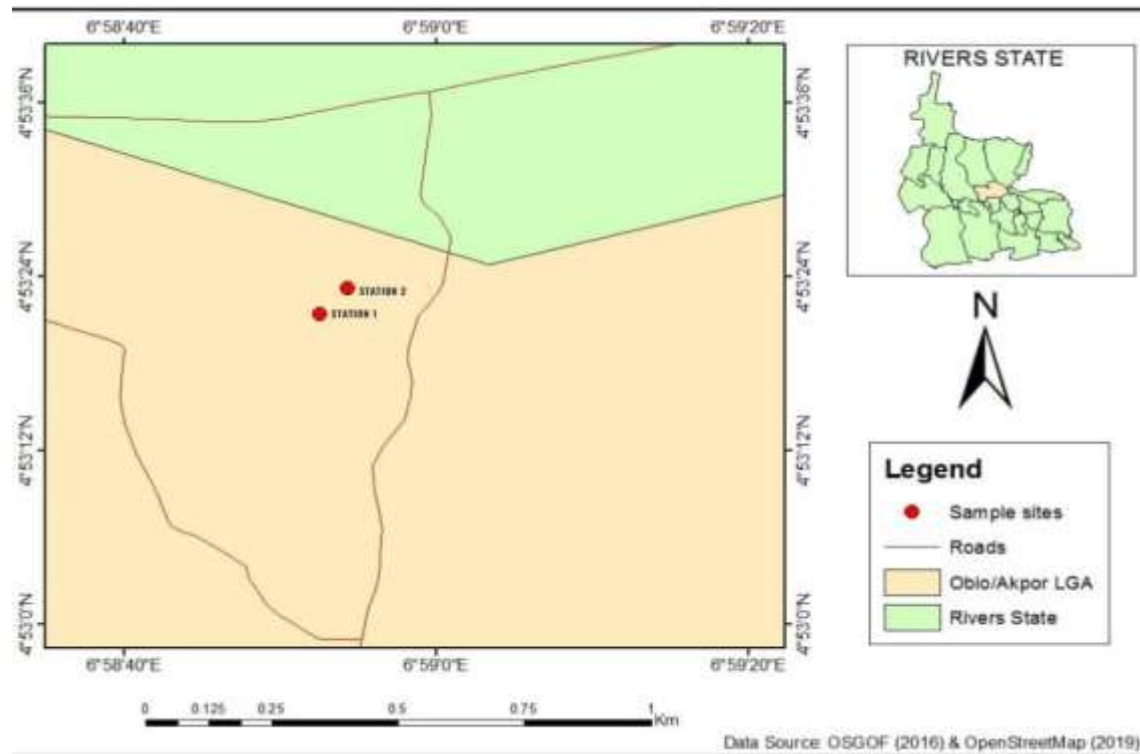 6°58'40"E 6°59'0"E 6°59'20"E
4°53'36"N
4°53'24"N
4°53'12"N
4°53'0"N
STATION 2
STATION 1
4°53'36"N
4°53'24"N
4°53'12"N
4°53'0"N
6°58'40"E 6°59'0"E 6°59'20"E
RIVERS STATE
N
Legend
Sample sites
Roads
Obio/Akpor LGA
Rivers State
0 0.125 0.25 0.5 0.75 1
Km
Data Source: OSGOF (2016) & OpenStreetMap (2019)